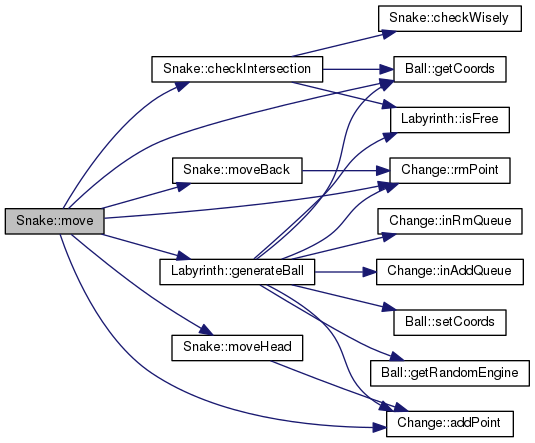 Snake::checkWisely
Snake::checkIntersection
Ball::getCoords
Labyrinth::isFree
Snake::moveBack
Change::rmPoint
Snake::move
Change::inRmQueue
Labyrinth::generateBall
Change::inAddQueue
Ball::setCoords
Snake::moveHead
Ball::getRandomEngine
Change::addPoint